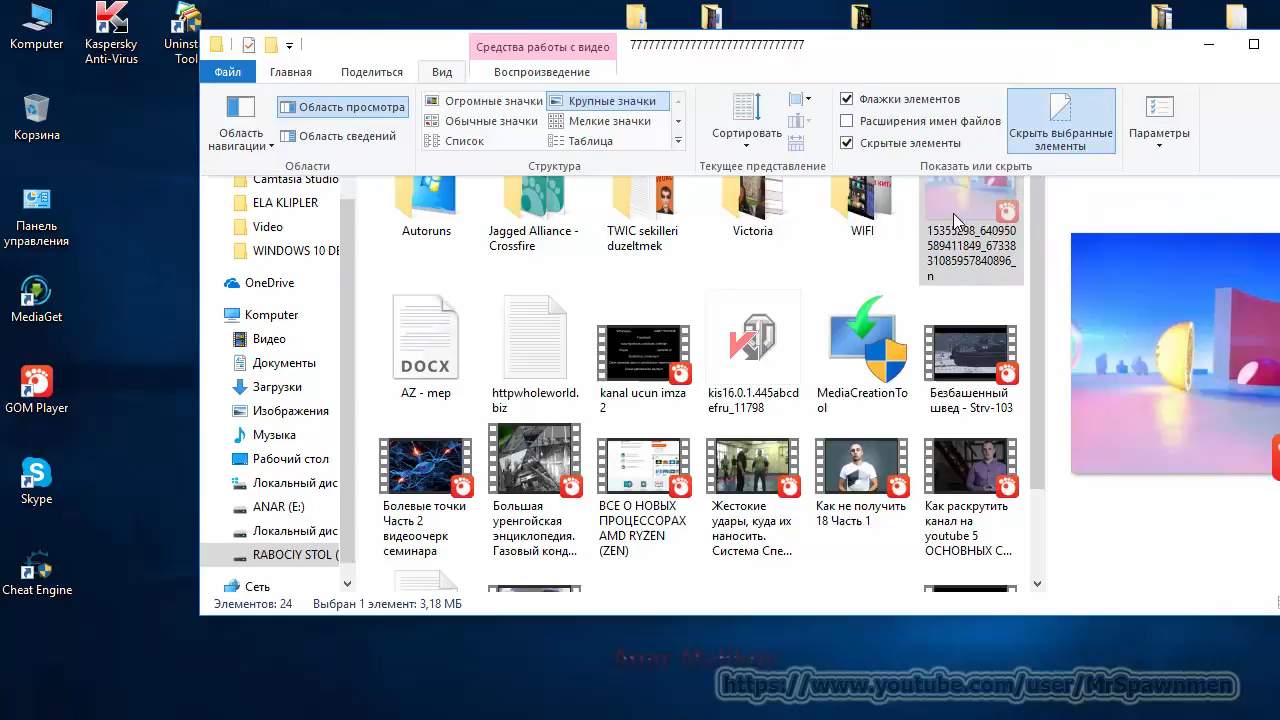 Komputer
Kaspersky
Anti-Virus
Uninst
Tool
Корзина
Панель
управления
MediaGet
GOM Player
Skype
Cheat Engine
Средства работы с видео
Файл
Главная
Поделиться
Вид
Воспроизведение
Область
навигации
Область просмотра
Область сведений
Области
Огромные значки
Крупные значки
Обычные значки
Мелкие значки
Список
Таблица
Структура
Сортировать
Текущее представление
Флажки элементов
Расширения имен файлов
Скрытые элементы
Скрыть выбранные
элементы
Показать или скрыть
Параметры
Camtasia Studio
ELA KLIPLER
Video
WINDOWS 10 DE
OneDrive
Komputer
Видео
Документы
Загрузки
Изображения
Музыка
Рабочий стол
Локальный дис
ANAR (E:)
Локальный дис
RABOCIY STOL (
Сеть
Autoruns
Jagged Alliance -
Crossfire
TWIC sekilleri
duzeltmek
Victoria
WIFI
589411849_67338
31085957840896_
n
DOCX
AZ - mep
httpwholeworld.
biz
kanal ucun imza
2
kis16.0.1.445abcd
efru_11798
MediaCreationTo
ol
Безбашенный
швед - Strv-103
Болевые точки
Часть 2
видеоочерк
семинара
Большая
уренгойская
энциклопедия.
Газовый конд...
ВСЕ О НОВЫХ
ПРОЦЕССОРАХ
AMD RYZEN
(ZEN)
Жестокие
удары, куда их
наносить.
Система Спе...
Как не получить
18 Часть 1
Как раскрутить
канал на
youtube 5
ОСНОВНЫХ С...
Элементов: 24
Выбран 1 элемент: 3,18 МБ
https://www.youtube.com/user/MrSpawnmen